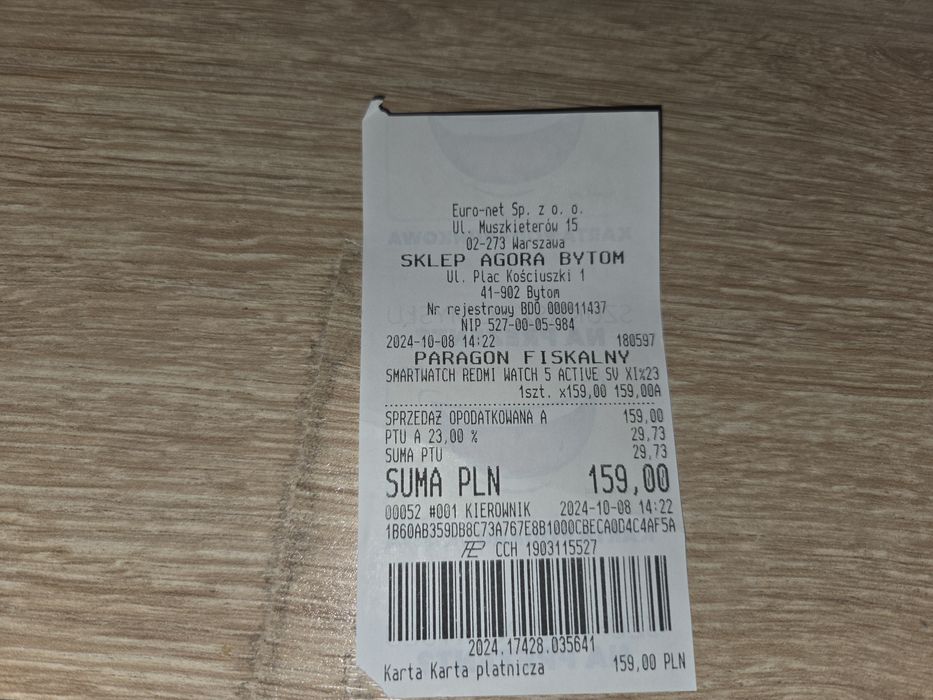 Euro-net Sp. z o. o.
Ul. Muszkieterów 15
02-273 Warszawa
SKLEP AGORA BYTOM
Ul. Plac Kościuszki 1
41-902 Bytom
Nr rejestrowy BDO 000011437
NIP 527-00-05-984
2024-10-08 14:22 180597
PARAGON FISKALNY
SMARTWATCH REDMI WATCH 5 ACTIVE SV XI%23
1szt. x159,00 159,00A
SPRZEDAŻ OPODATKOWANA A 159,00
PTU A 23,00 % 29,73
SUMA PTU 29,73
SUMA PLN 159,00
00052 #001 KIEROWNIK 2024-10-08 14:22
1B60AB359DB8C73A767E8B1000CBECA0D4C4AF5A
CCH 1903115527
2024.17428.035641
Karta Karta płatnicza 159,00 PLN